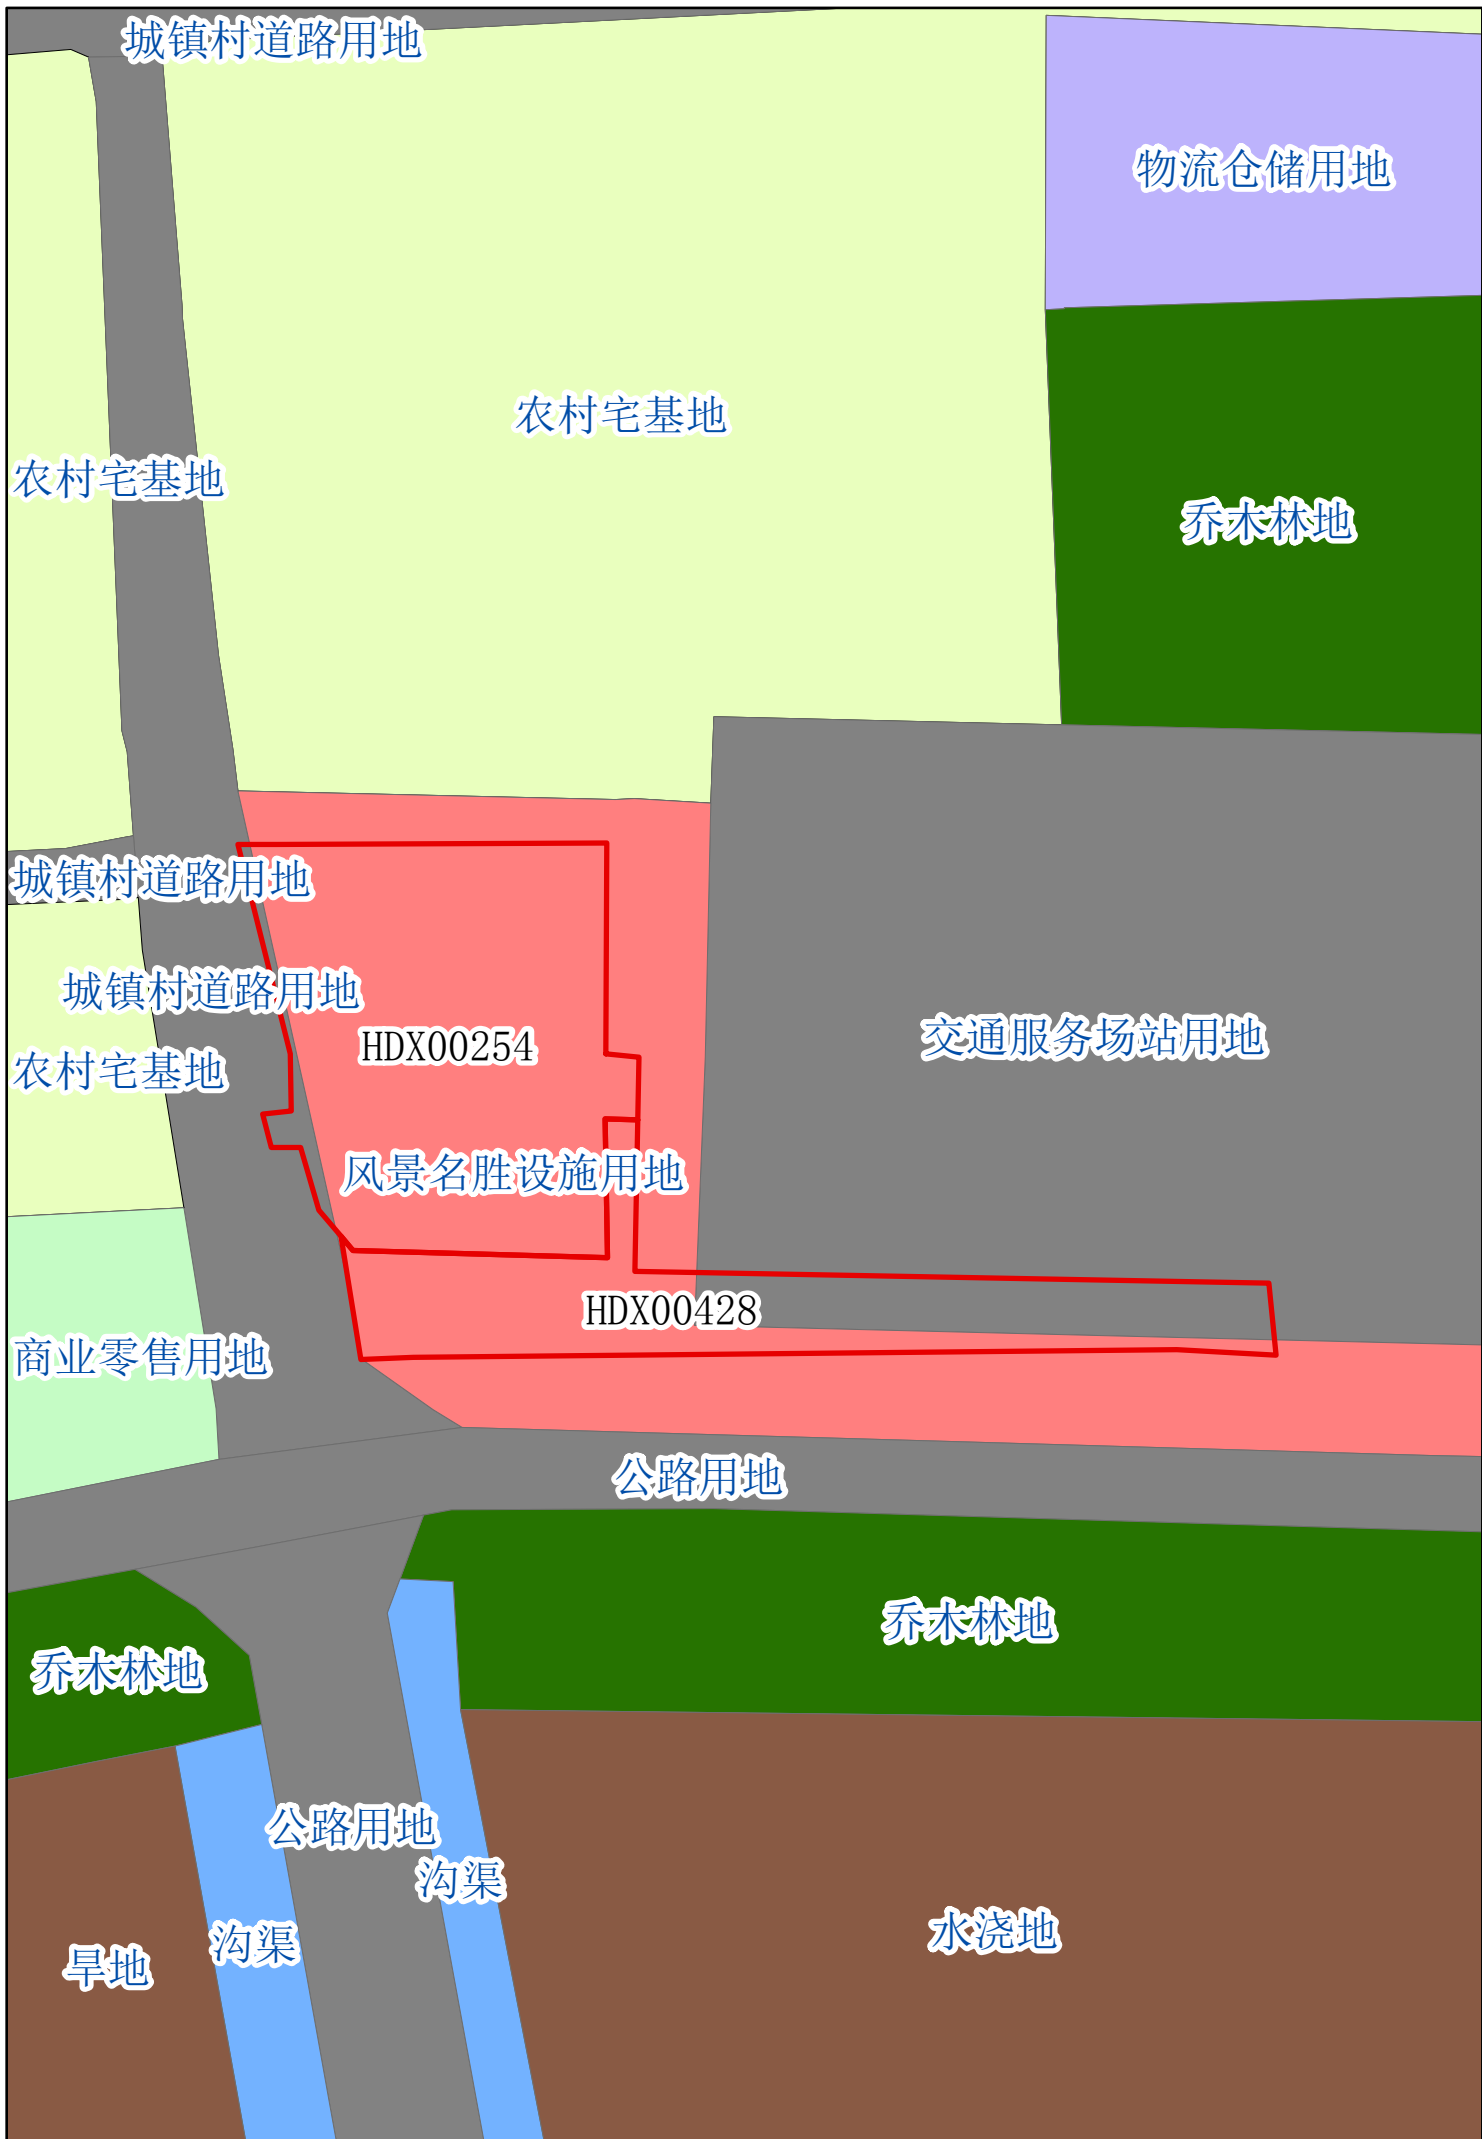 城镇村道路用地
物流仓储用地
农村宅基地
农村宅基地
乔木林地
城镇村道路用地
城镇村道路用地
HDX00254
交通服务场站用地
农村宅基地
风景名胜设施用地
HDX00428
商业零售用地
公路用地
乔木林地
乔木林地
公路用地
沟渠
水浇地
沟渠
旱地